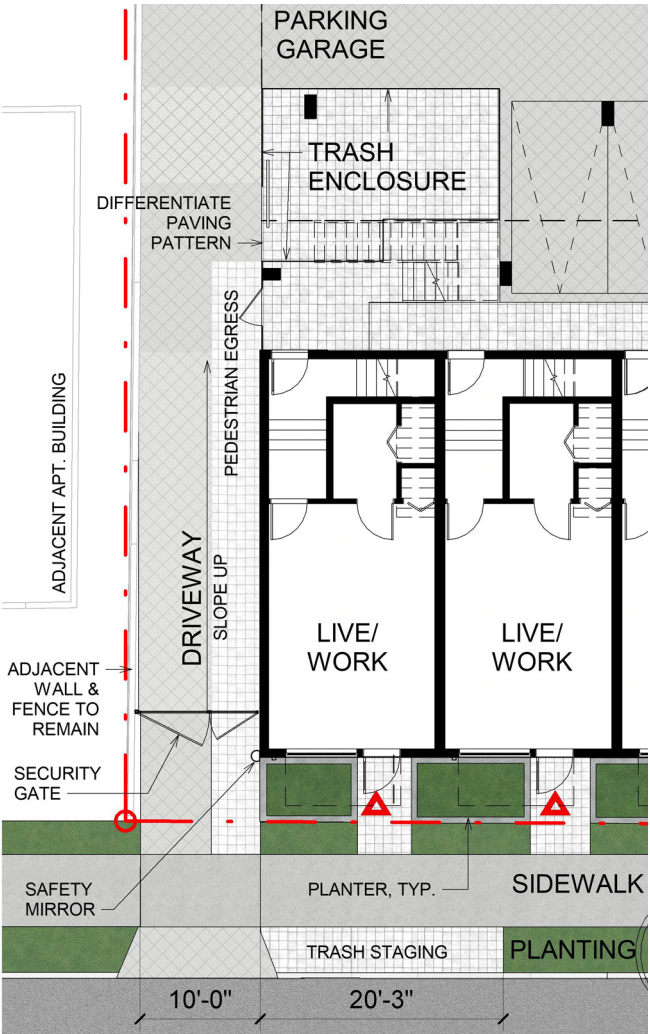 PARKING
GARAGE
TRASH
ENCLOSURE
DIFFERENTIATE
PAVING
PATTERN
PEDESTRIAN EGRESS
ADJACENT APT. BUILDING
DRIVEWAY
SLOPE UP
LIVE/
WORK
LIVE/
WORK
ADJACENT
WALL &
FENCE TO
REMAIN
SECURITY
GATE
SAFETY
MIRROR
PLANTER, TYP.
SIDEWALK
TRASH STAGING
PLANTING
10'-0"
20'-3"